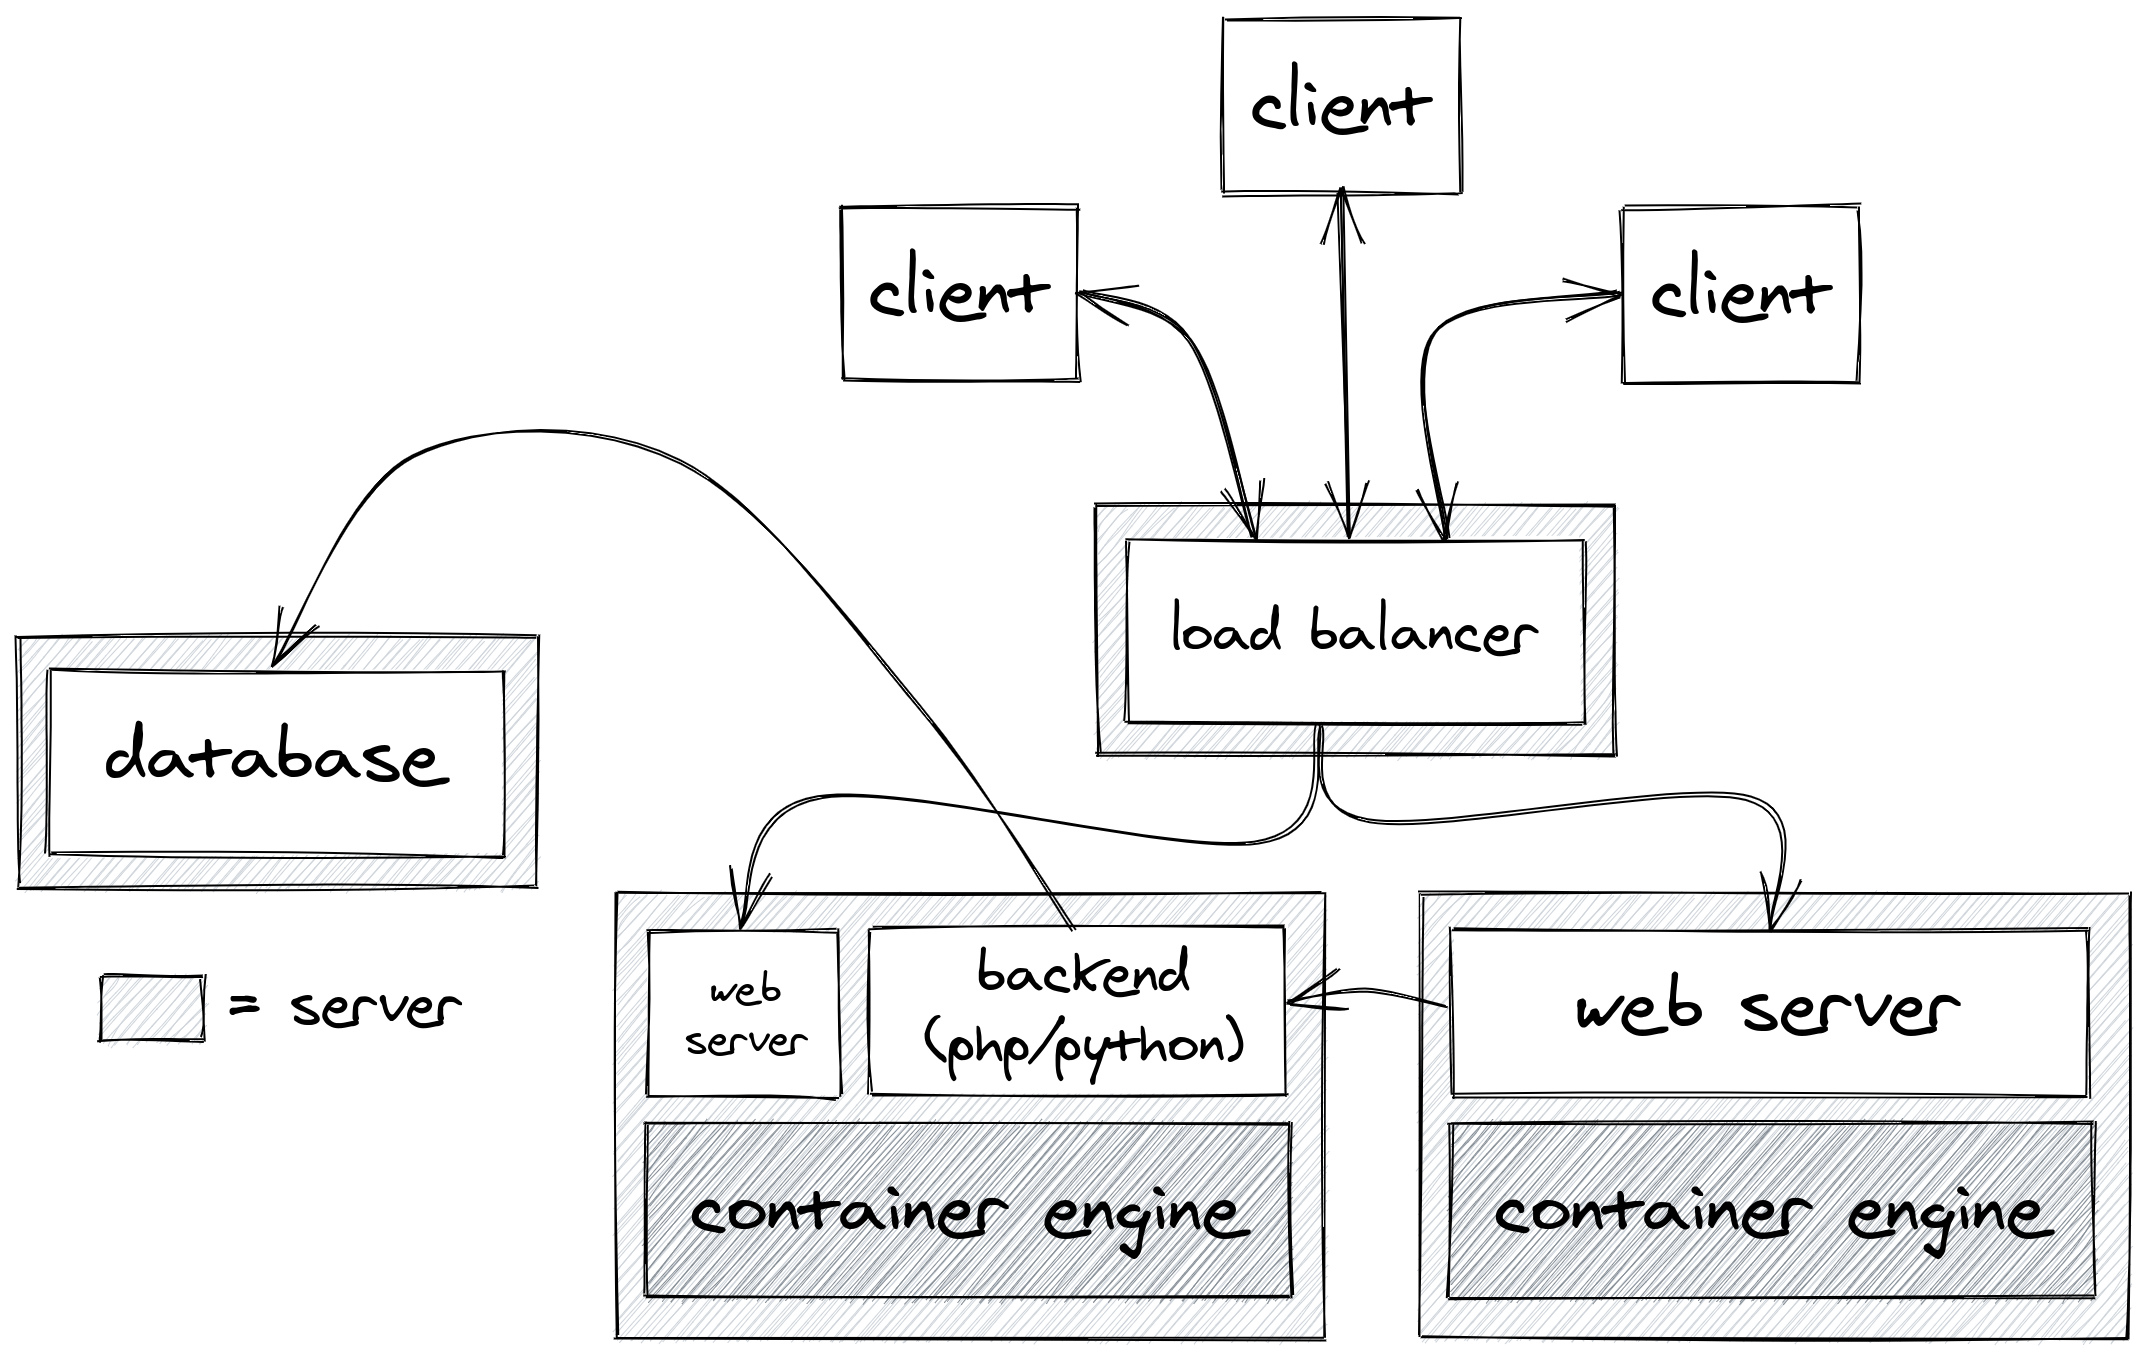 client
client
client
load balancer
database
web
server
backend
(php/python)
web server
= server
container engine
container engine